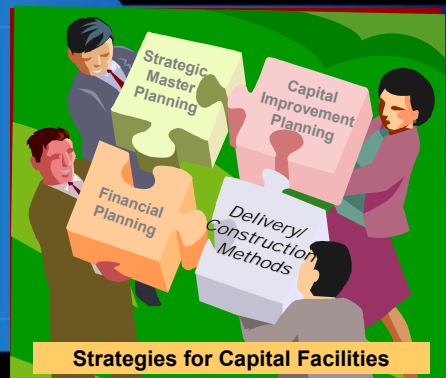 Strategic
Master
Planning
Capital
Improvement
Planning
Financial
Planning
Delivery/
Construction
Methods
Strategies for Capital Facilities